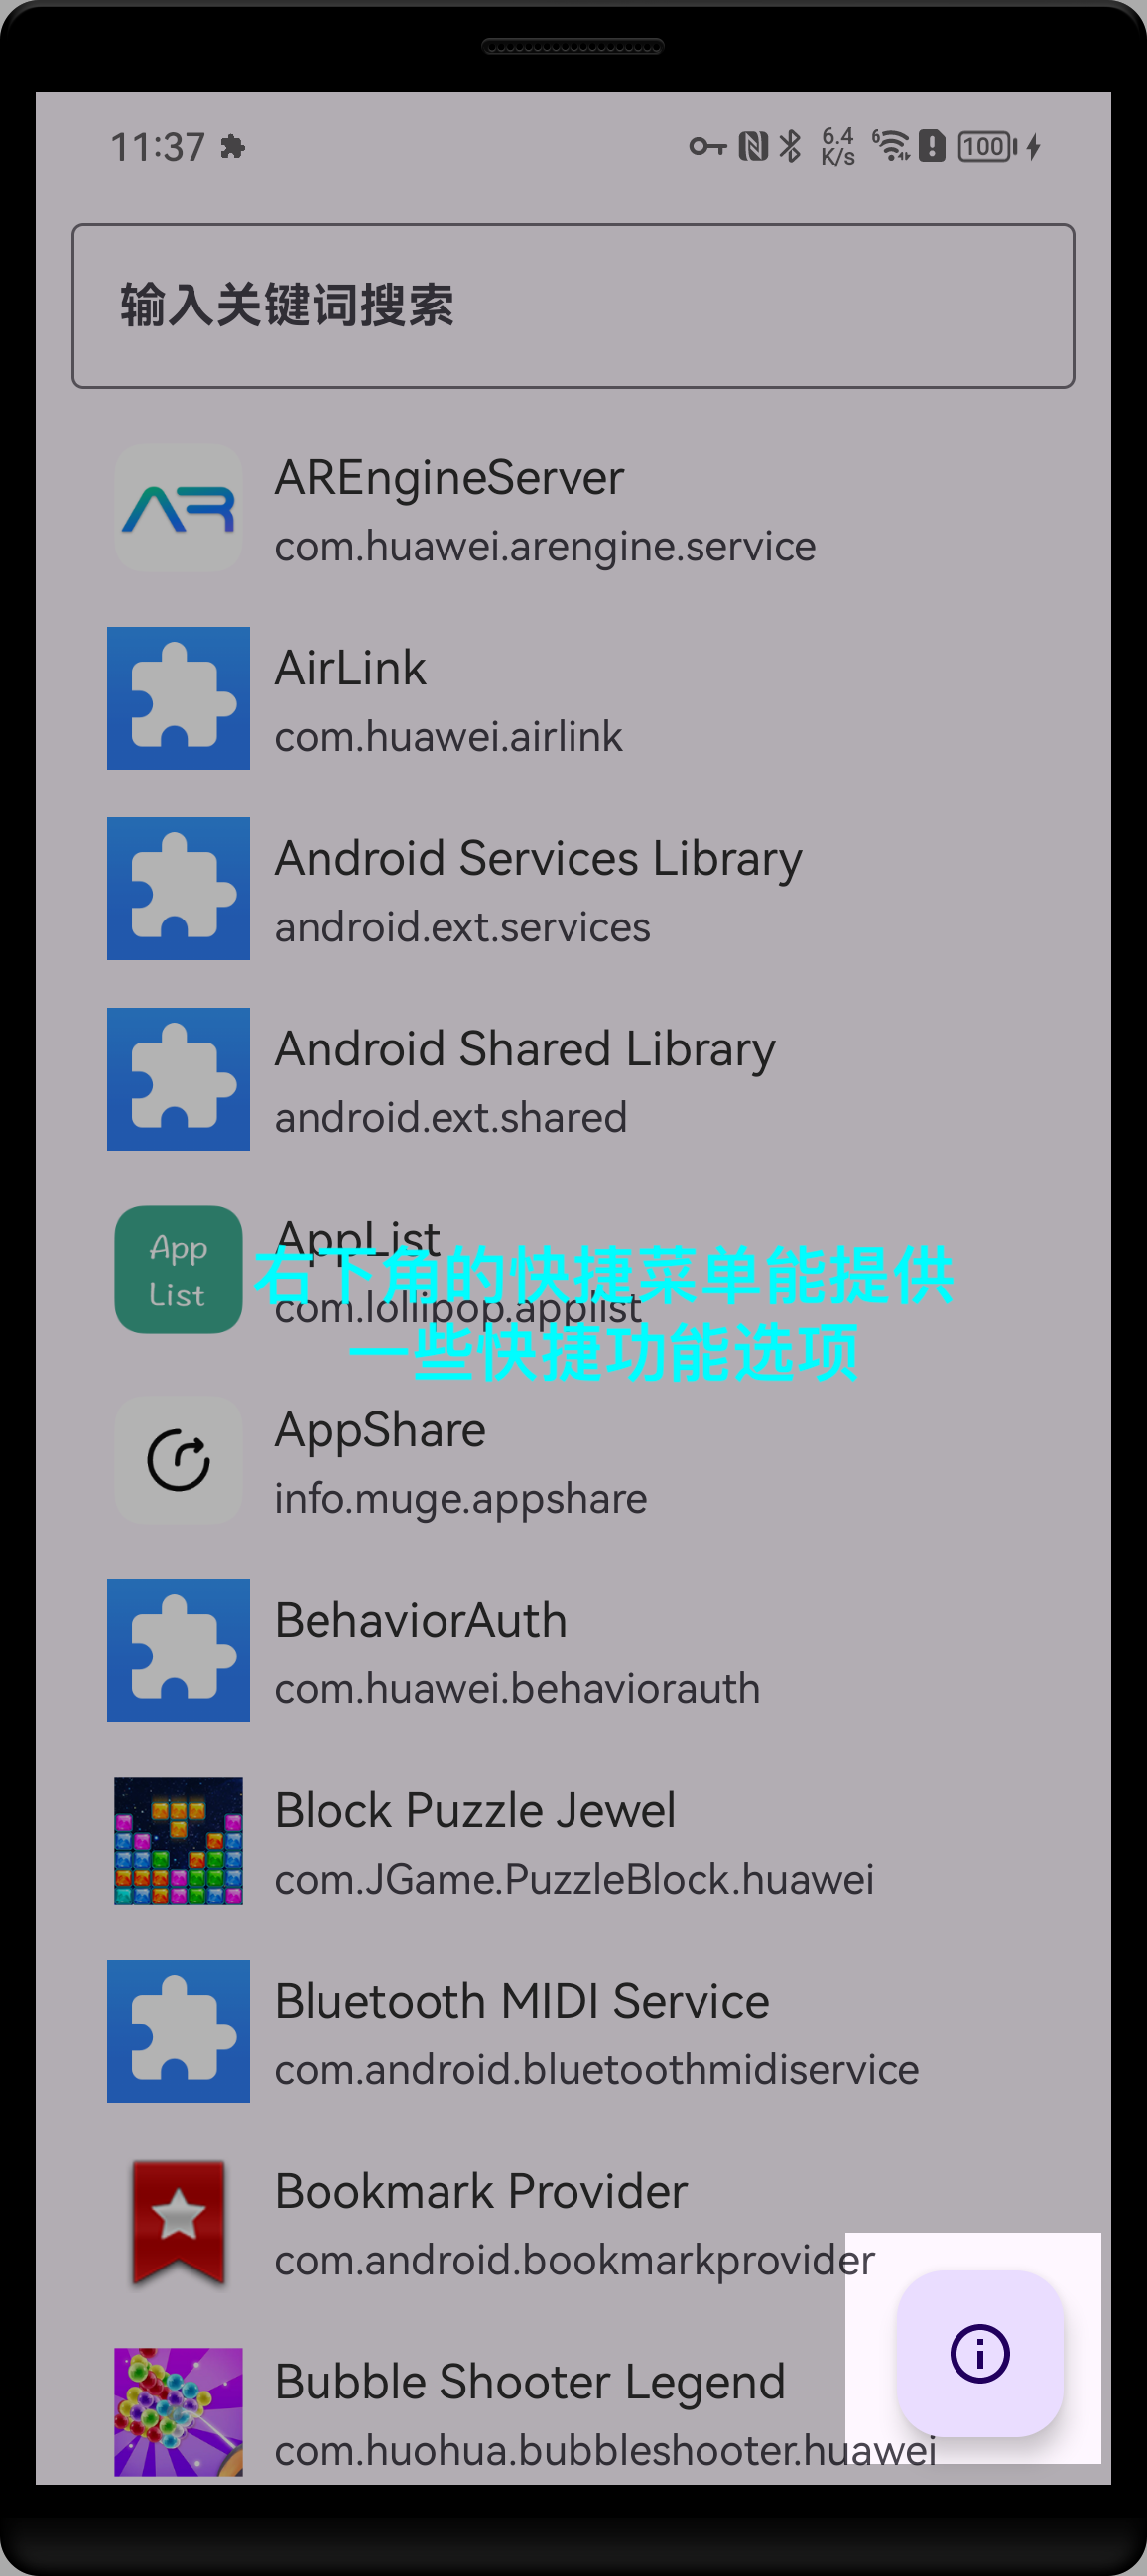 11:37
6.4
K/s
6
100
输入关键词搜索
AREngineServer
com.huawei.arengine.service
AirLink
com.huawei.airlink
Android Services Library
android.ext.services
Android Shared Library
android.ext.shared
App
List
AppList
com.lollipop.applist
右下角的快捷菜单能提供
一些快捷功能选项
AppShare
info.muge.appshare
BehaviorAuth
com.huawei.behaviorauth
Block Puzzle Jewel
com.JGame.PuzzleBlock.huawei
Bluetooth MIDI Service
com.android.bluetoothmidiservice
Bookmark Provider
com.android.bookmarkprovider
Bubble Shooter Legend
com.huohua.bubbleshooter.huawei